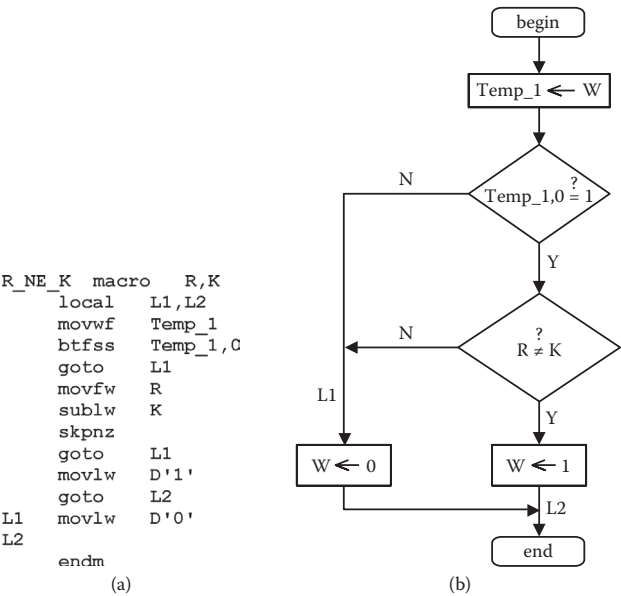 R_NE_K macro R,K
local L1,L2
movwf Temp_1
btfss Temp_1,0
goto L1
movfw R
sublw K
skpnz
goto L1
movlw D'1'
goto L2
L1 movlw D'0'
L2
endm
(a)
begin
Temp_1 ← W
?
Temp_1,0 = 1
N
Y
?
R ≠ K
N
Y
L1
W ← 0
W ← 1
L2
end
(b)